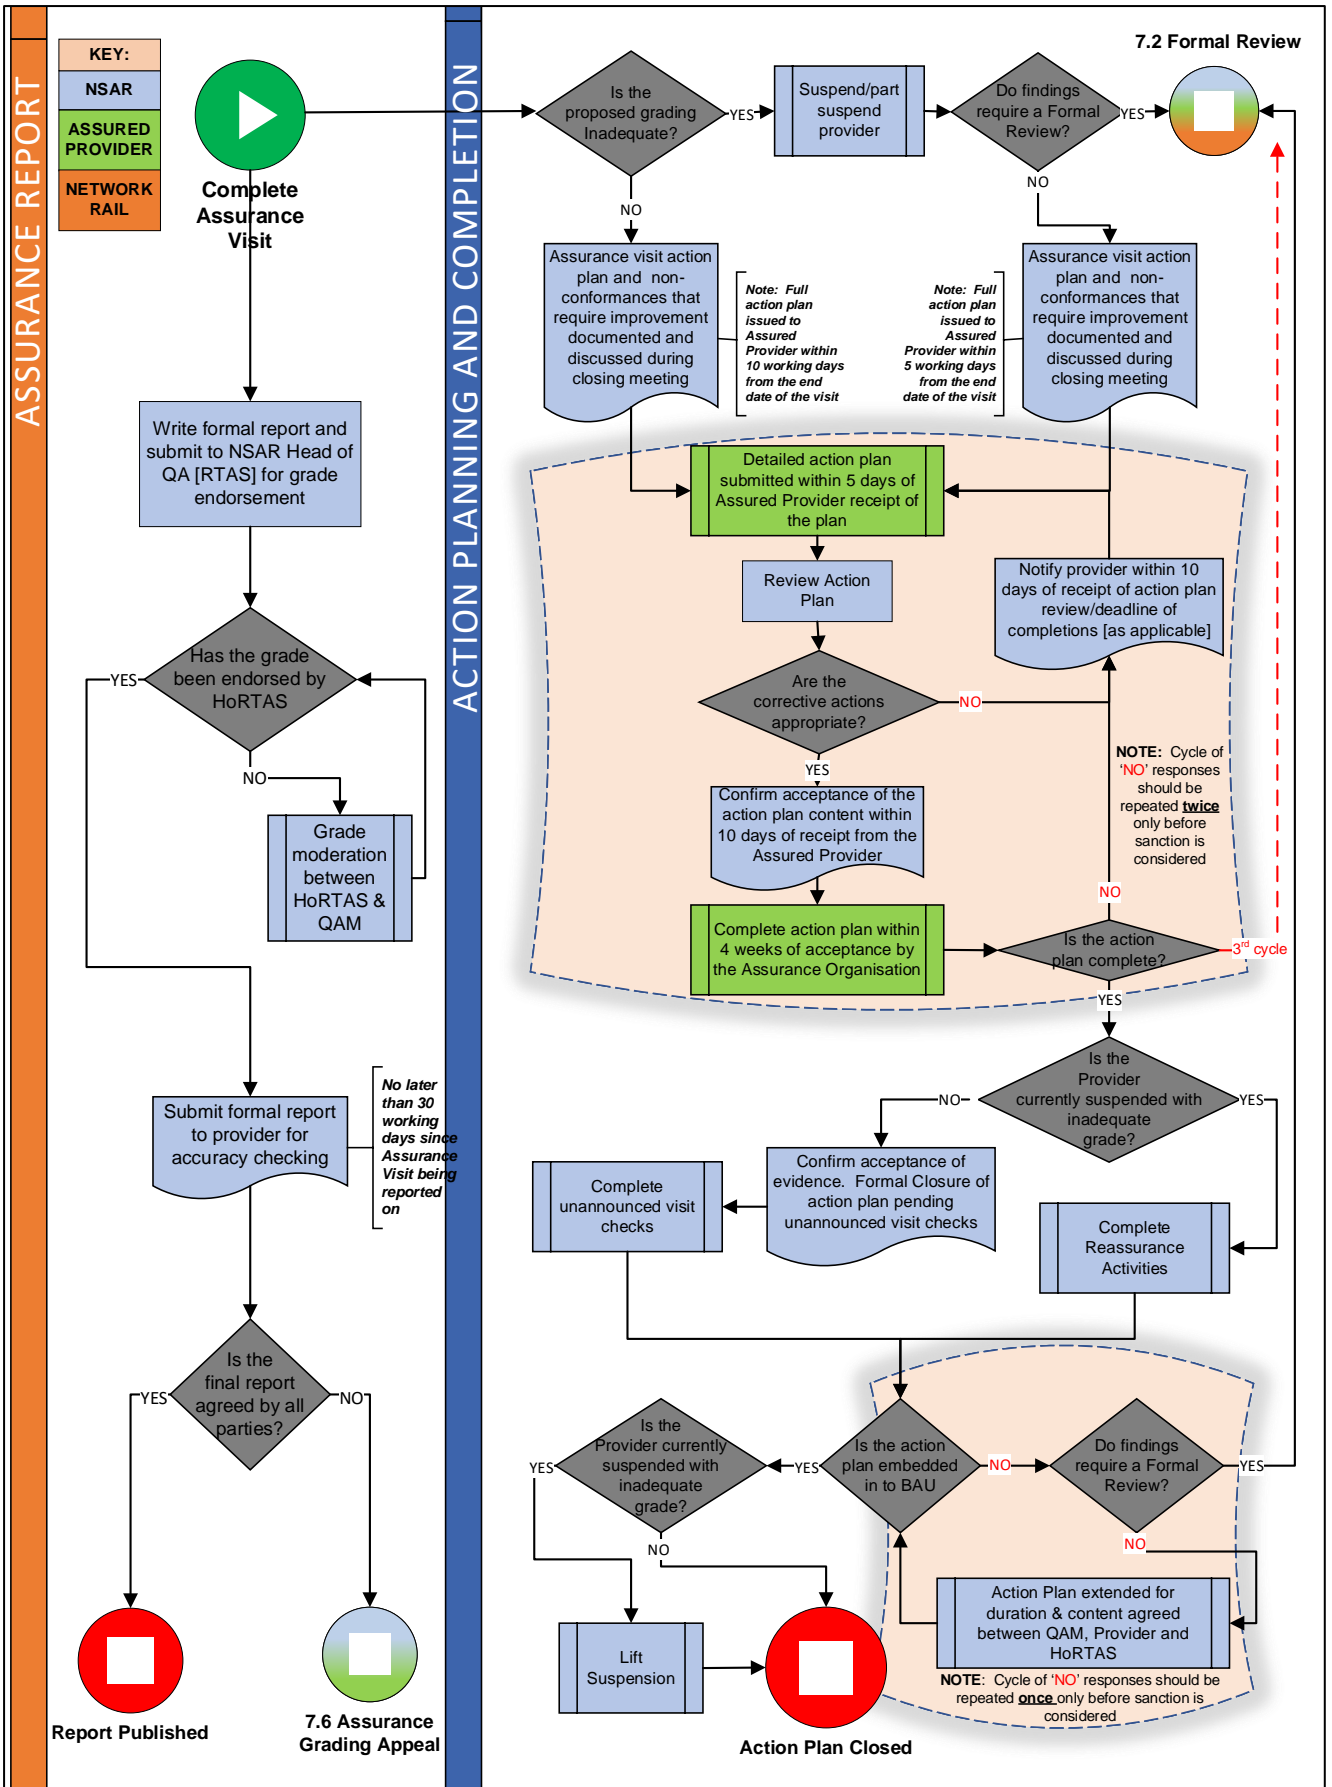 ASSURANCE REPORT
KEY:
NSAR
ASSURED
PROVIDER
NETWORK
RAIL
Complete
Assurance
Visit
Write formal report and
submit to NSAR Head of
QA [RTAS] for grade
endorsement
Has the grade
been endorsed by
HoRTAS
YES
NO
Grade
moderation
between
HoRTAS &
QAM
Submit formal report
to provider for
accuracy checking
No later
than 30
working
days since
Assurance
Visit being
reported
on
Is the
final report
agreed by all
parties?
YES
NO
Report Published
7.6 Assurance
Grading Appeal
ACTION PLANNING AND COMPLETION
Is the
proposed grading
Inadequate?
YES
Suspend/part
suspend
provider
Do findings
require a Formal
Review?
YES
7.2 Formal Review
NO
NO
Assurance visit action
plan and non-
conformances that
require improvement
documented and
discussed during
closing meeting
Note: Full
action plan
issued to
Assured
Provider within
10 working days
from the end
date of the visit
Note: Full
action plan
issued to
Assured
Provider within
5 working days
from the end
date of the visit
Assurance visit action
plan and non-
conformances that
require improvement
documented and
discussed during
closing meeting
Detailed action plan
submitted within 5 days of
Assured Provider receipt of
the plan
Review Action
Plan
Notify provider within 10
days of receipt of action plan
review/deadline of
completions [as applicable]
Are the
corrective actions
appropriate?
NO
YES
NOTE: Cycle of
‘NO’ responses
should be
repeated twice
only before
sanction is
considered
Confirm acceptance of the
action plan content within
10 days of receipt from the
Assured Provider
NO
Complete action plan within
4 weeks of acceptance by
the Assurance Organisation
Is the action
plan complete?
3rd cycle
YES
Is the
Provider
currently suspended with
inadequate
grade?
NO
YES
Confirm acceptance of
evidence. Formal Closure of
action plan pending
unannounced visit checks
Complete
unannounced visit
checks
Complete
Reassurance
Activities
Is the
Provider currently
suspended with
inadequate
grade?
YES
YES
Is the action
plan embedded
in to BAU
NO
Do findings
require a Formal
Review?
YES
NO
NO
Action Plan extended for
duration & content agreed
between QAM, Provider and
HoRTAS
NOTE: Cycle of ‘NO’ responses should be
repeated once only before sanction is
considered
Lift
Suspension
Action Plan Closed